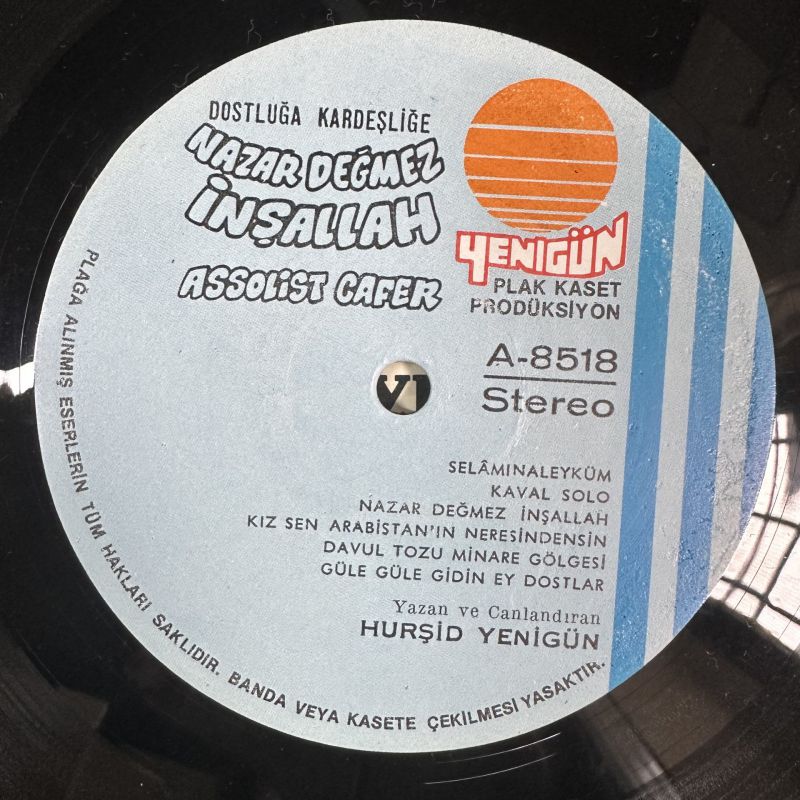 DOSTLUĞA KARDEŞLİĞE
NAZAR DEĞMEZ
İNŞALLAH
ASSOLİST CAFER
YENİGÜN
PLAK KASET
PRODÜKSİYON
A-8518
Stereo
SELÂMINALEYKÜM
KAVAL SOLO
NAZAR DEĞMEZ İNŞALLAH
KIZ SEN ARABİSTAN'IN NERESİNDENSİN
DAVUL TOZU MİNARE GÖLGESİ
GÜLE GÜLE GİDİN EY DOSTLAR
Yazan ve Canlandıran
HURŞİD YENİGÜN
PLAĞA ALINMIŞ ESERLERİN TÜM HAKLARI SAKLIDIR. BANDA VEYA KASETE ÇEKİLMESİ YASAKTIR.